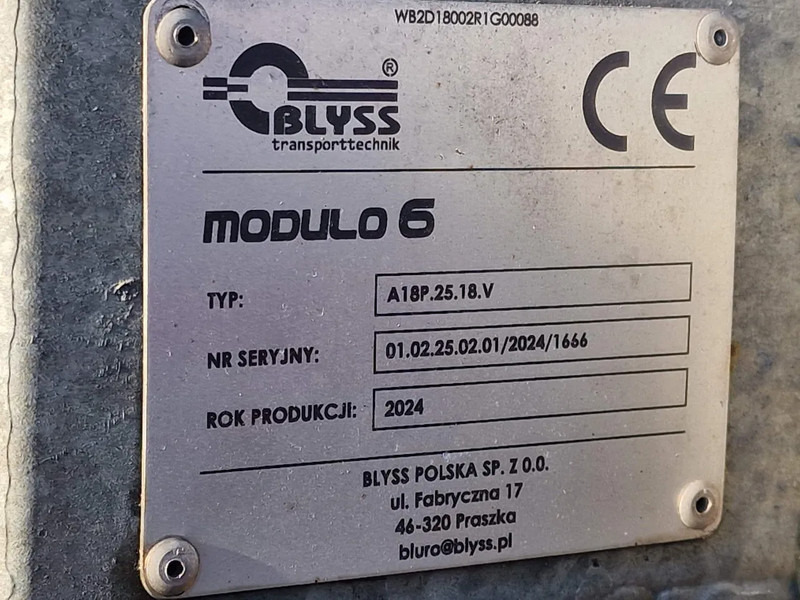 WB2D18002R1G00088
BLYSS®
transporttechnik
CE
MODULO 6
TYP: A18P.25.18.V
NR SERYJNY: 01.02.25.02.01/2024/1666
ROK PRODUKCJI: 2024
BLYSS POLSKA SP. Z O.O.
ul. Fabryczna 17
46-320 Praszka
biuro@blyss.pl